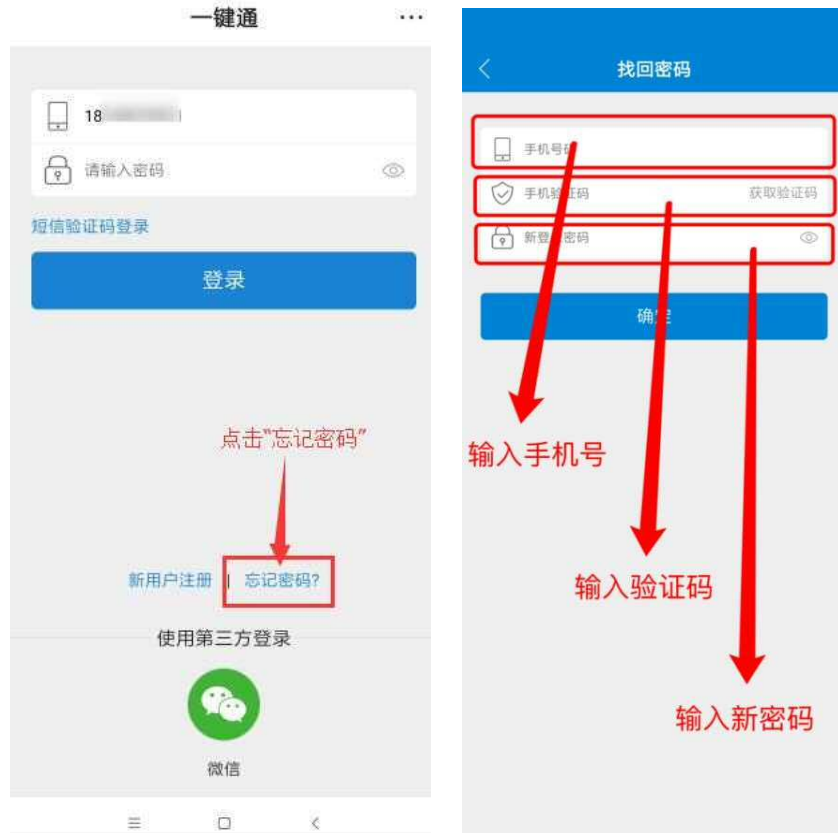 一键通
18
请输入密码
短信验证码登录
登录
点击"忘记密码"
新用户注册 | 忘记密码?
使用第三方登录
微信
找回密码
手机号码
手机验证码 获取验证码
新登录密码
确定
输入手机号
输入验证码
输入新密码